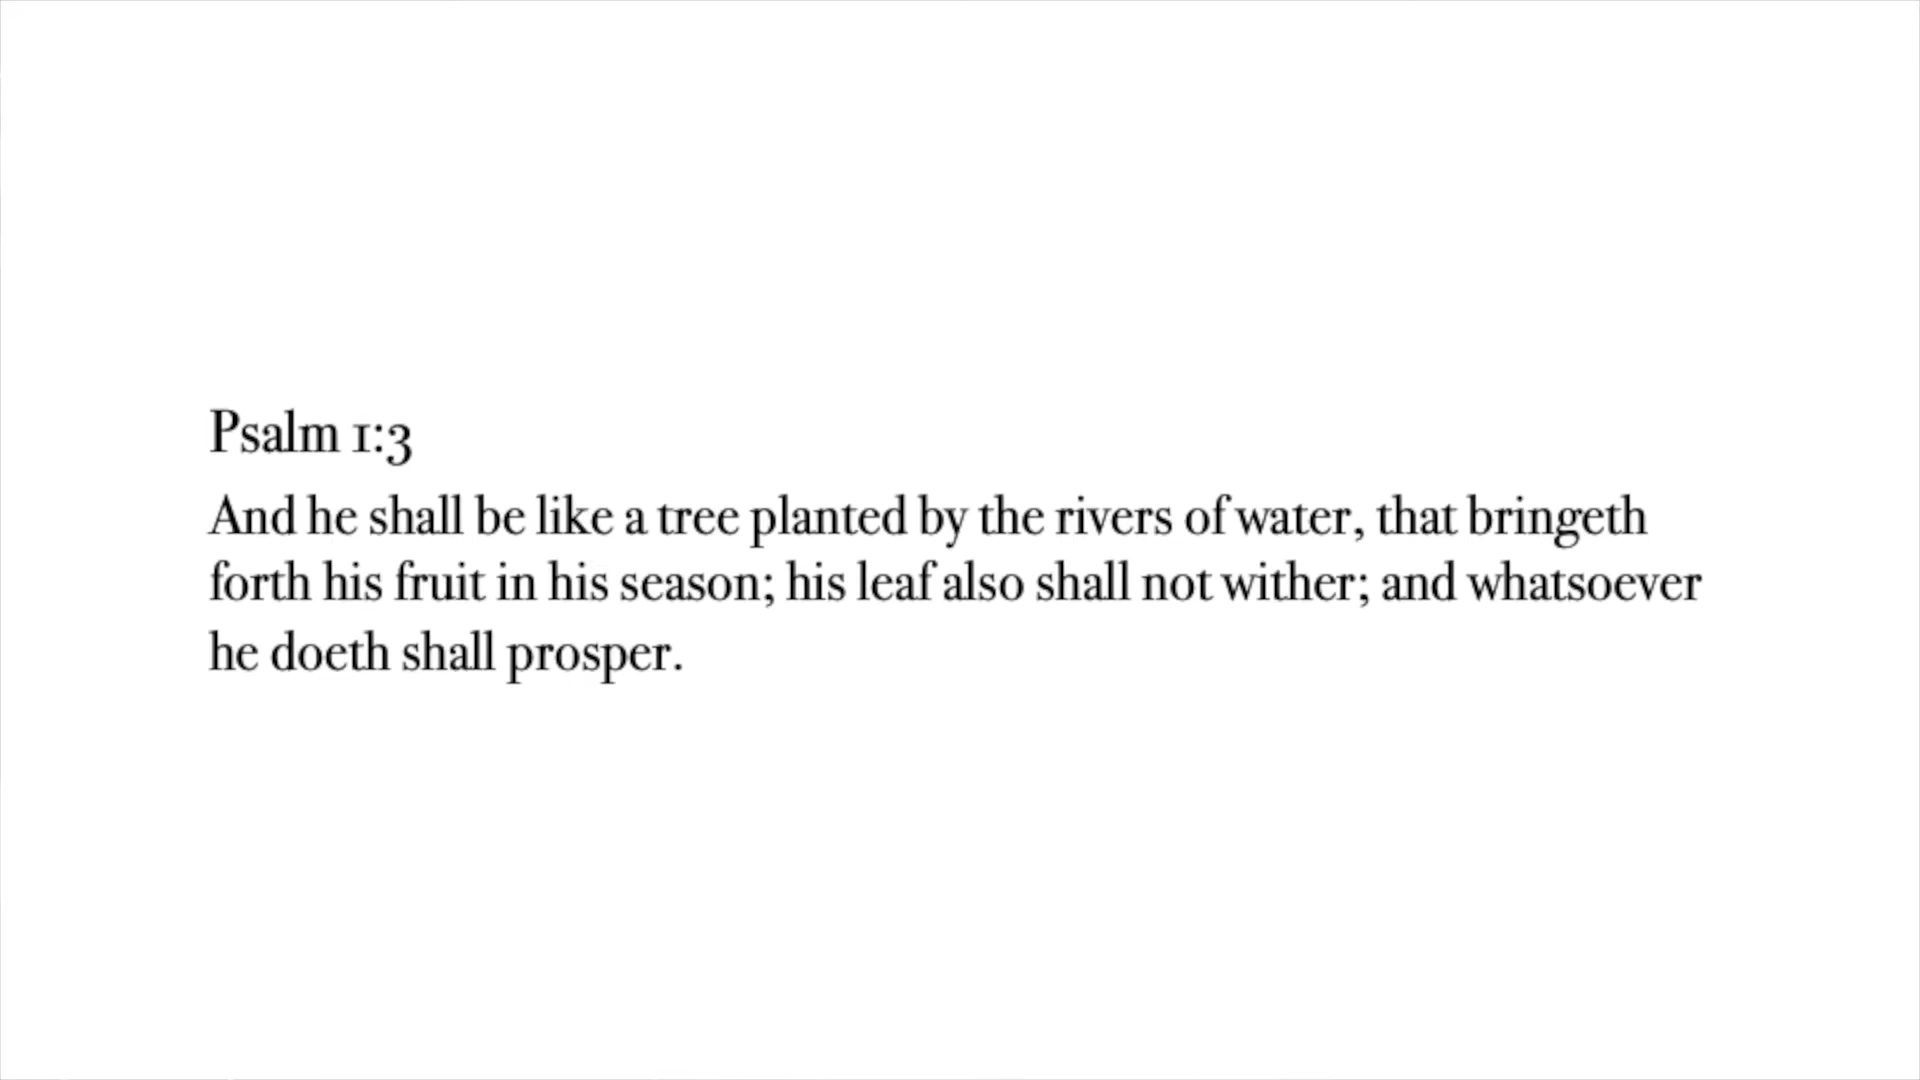 Psalm 1:3
And he shall be like a tree planted by the rivers of water, that bringeth
forth his fruit in his season; his leaf also shall not wither; and whatsoever
he doeth shall prosper.